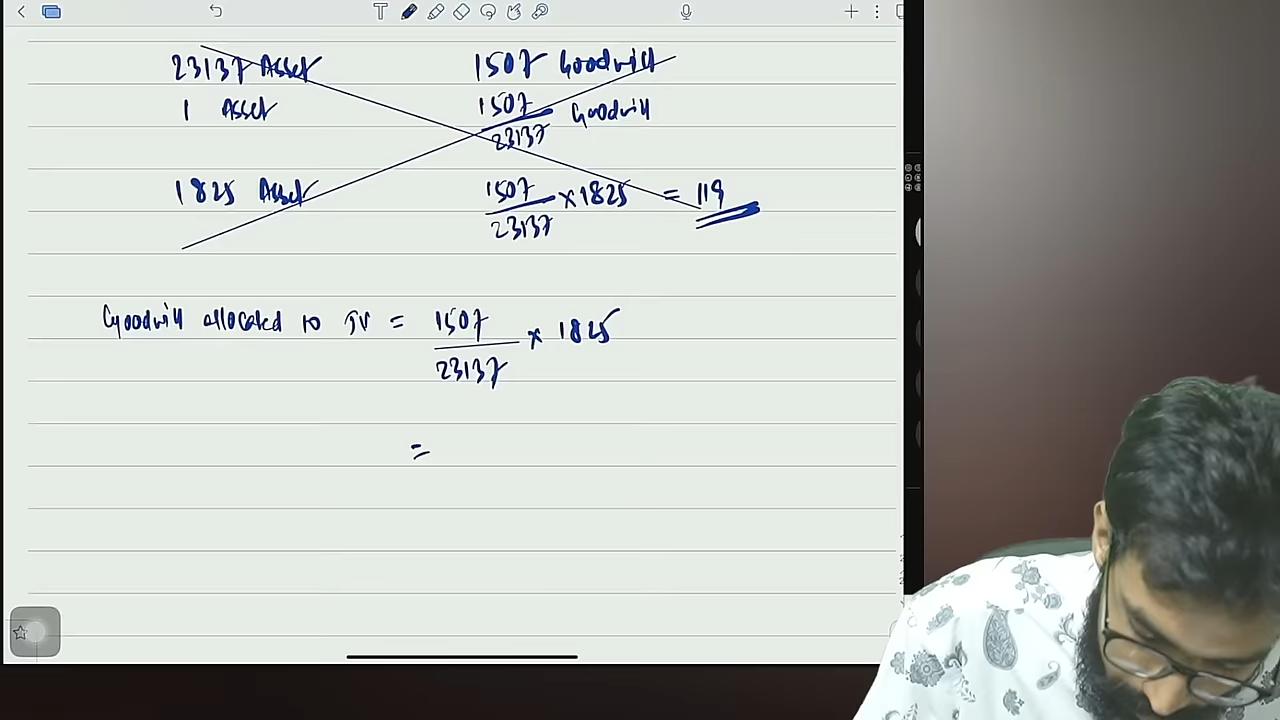 23137 Asset 1507 Goodwill
1 Asset 1507/23137 Goodwill
1825 Asset 1507/23137 × 1825 = 119
Goodwill allocated to JV = 1507/23137 × 1825
=